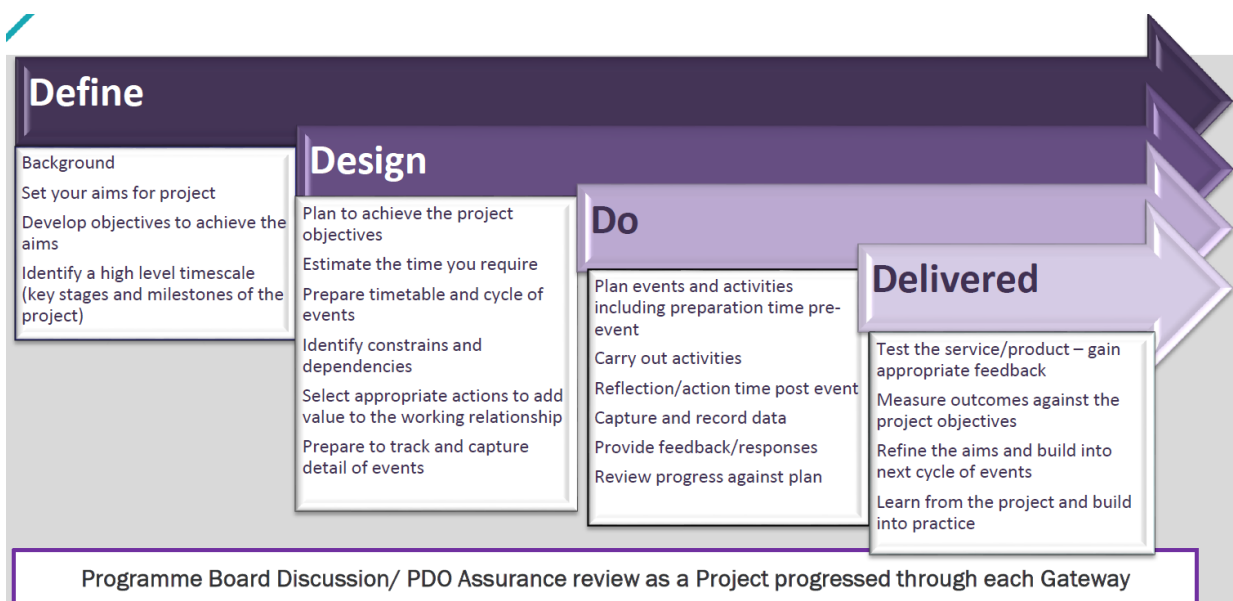 Define
Background
Set your aims for project
Develop objectives to achieve the
aims
Identify a high level timescale
(key stages and milestones of the
project)
Design
Plan to achieve the project
objectives
Estimate the time you require
Prepare timetable and cycle of
events
Identify constrains and
dependencies
Select appropriate actions to add
value to the working relationship
Prepare to track and capture
detail of events
Do
Plan events and activities
including preparation time pre-
event
Carry out activities
Reflection/action time post event
Capture and record data
Provide feedback/responses
Review progress against plan
Delivered
Test the service/product – gain
appropriate feedback
Measure outcomes against the
project objectives
Refine the aims and build into
next cycle of events
Learn from the project and build
into practice
Programme Board Discussion/ PDO Assurance review as a Project progressed through each Gateway